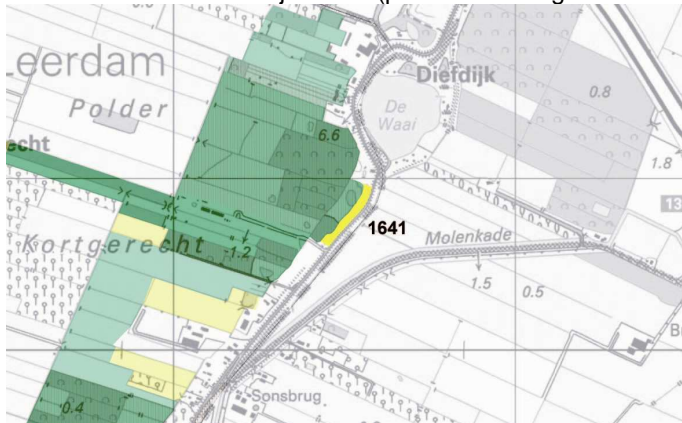 (p
0.8
eerdam
Diefdijk
Polder
De
Waai
6.6
1.8
echt
13
1641
Kortgerecht
1.2
Molenkade
1.5
0.5
B
Sonsbrug
0.4